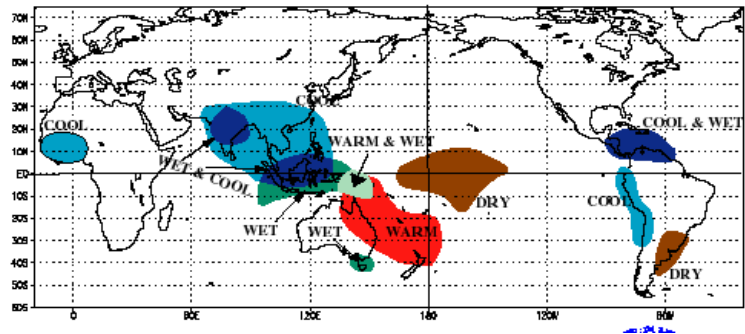 70N
60N
50N
40N
30N
20N
10N
EQ
10S
20S
30S
40S
50S
60S
COOL
COOL
WET & COOL
WARM & WET
COOL & WET
WET
WET
WARM
DRY
COOL
DRY
0
60E
120E
180
120W
60W